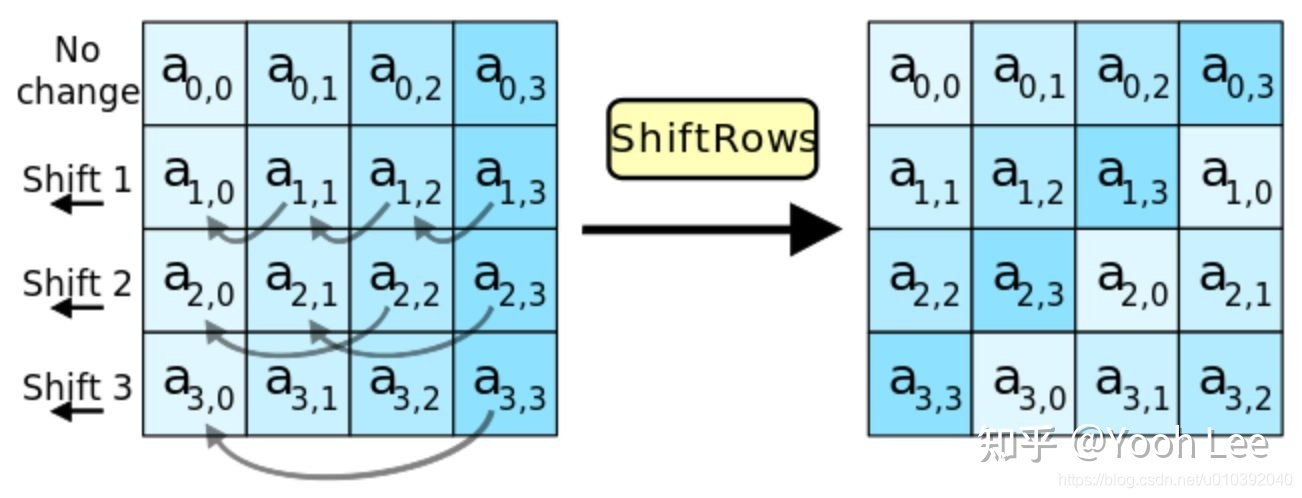 No change a0,0 a0,1 a0,2 a0,3
Shift 1 a1,0 a1,1 a1,2 a1,3
Shift 2 a2,0 a2,1 a2,2 a2,3
Shift 3 a3,0 a3,1 a3,2 a3,3
ShiftRows
a0,0 a0,1 a0,2 a0,3
a1,1 a1,2 a1,3 a1,0
a2,2 a2,3 a2,0 a2,1
a3,3 a3,0 a3,1 a3,2
知乎 @Yooh Lee
https://blog.csdn.net/u010392040